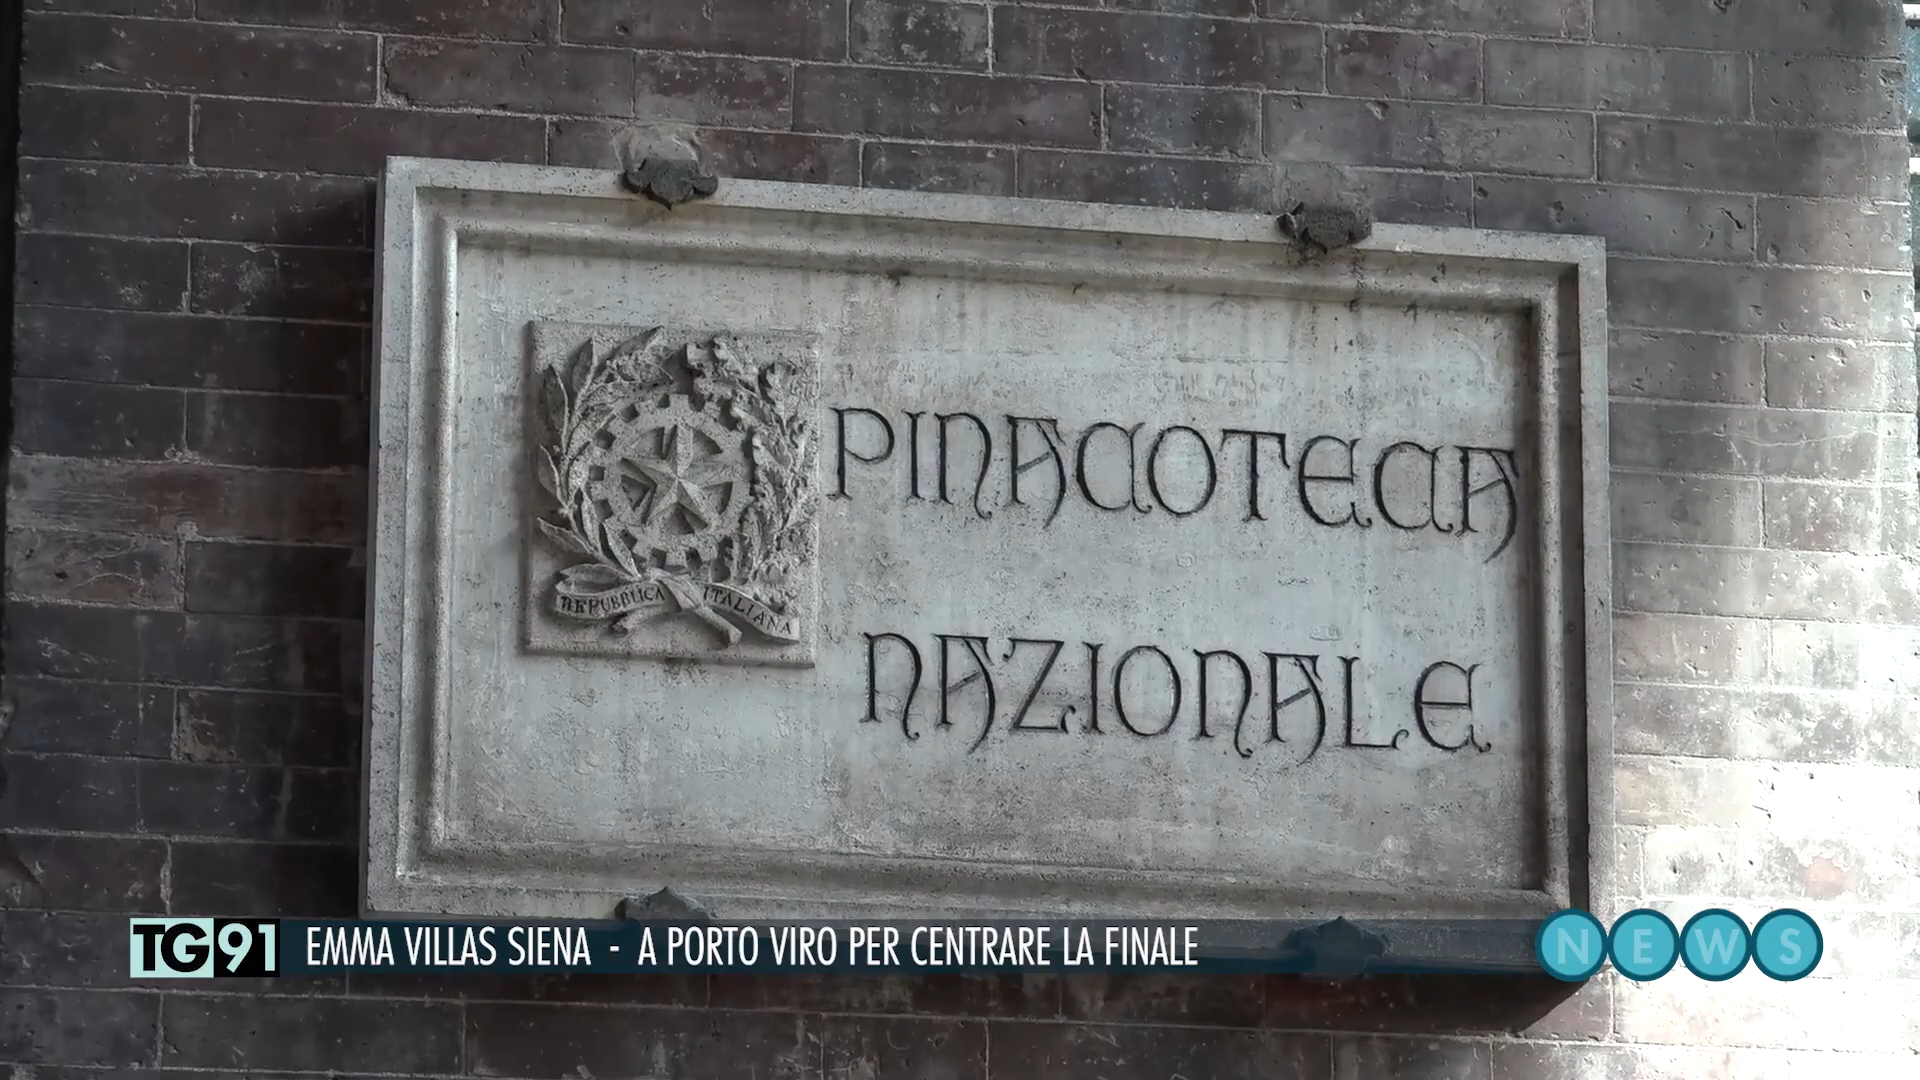 PINACOTECA
NAZIONALE
REPUBBLICA ITALIANA
TG91 EMMA VILLAS SIENA - A PORTO VIRO PER CENTRARE LA FINALE NEWS